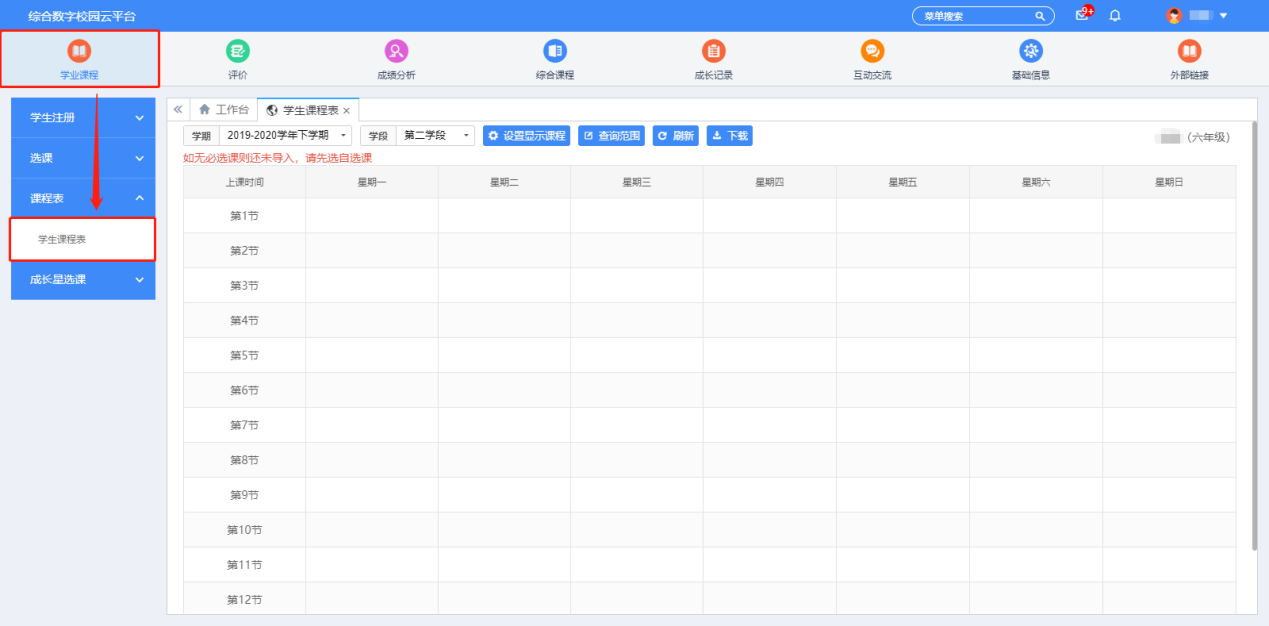 综合数字校园云平台
菜单搜索
9+
学业课程
评价
成绩分析
综合课程
成长记录
互动交流
基础信息
外部链接
学生注册
选课
课程表
学生课程表
成长星选课
工作台
学生课程表
学期 2019-2020学年下学期 学段 第二学段 设置显示课程 查询范围 刷新 下载
(六年级)
如无必选课则还未导入，请先选自选课
上课时间 星期一 星期二 星期三 星期四 星期五 星期六 星期日
第1节
第2节
第3节
第4节
第5节
第6节
第7节
第8节
第9节
第10节
第11节
第12节